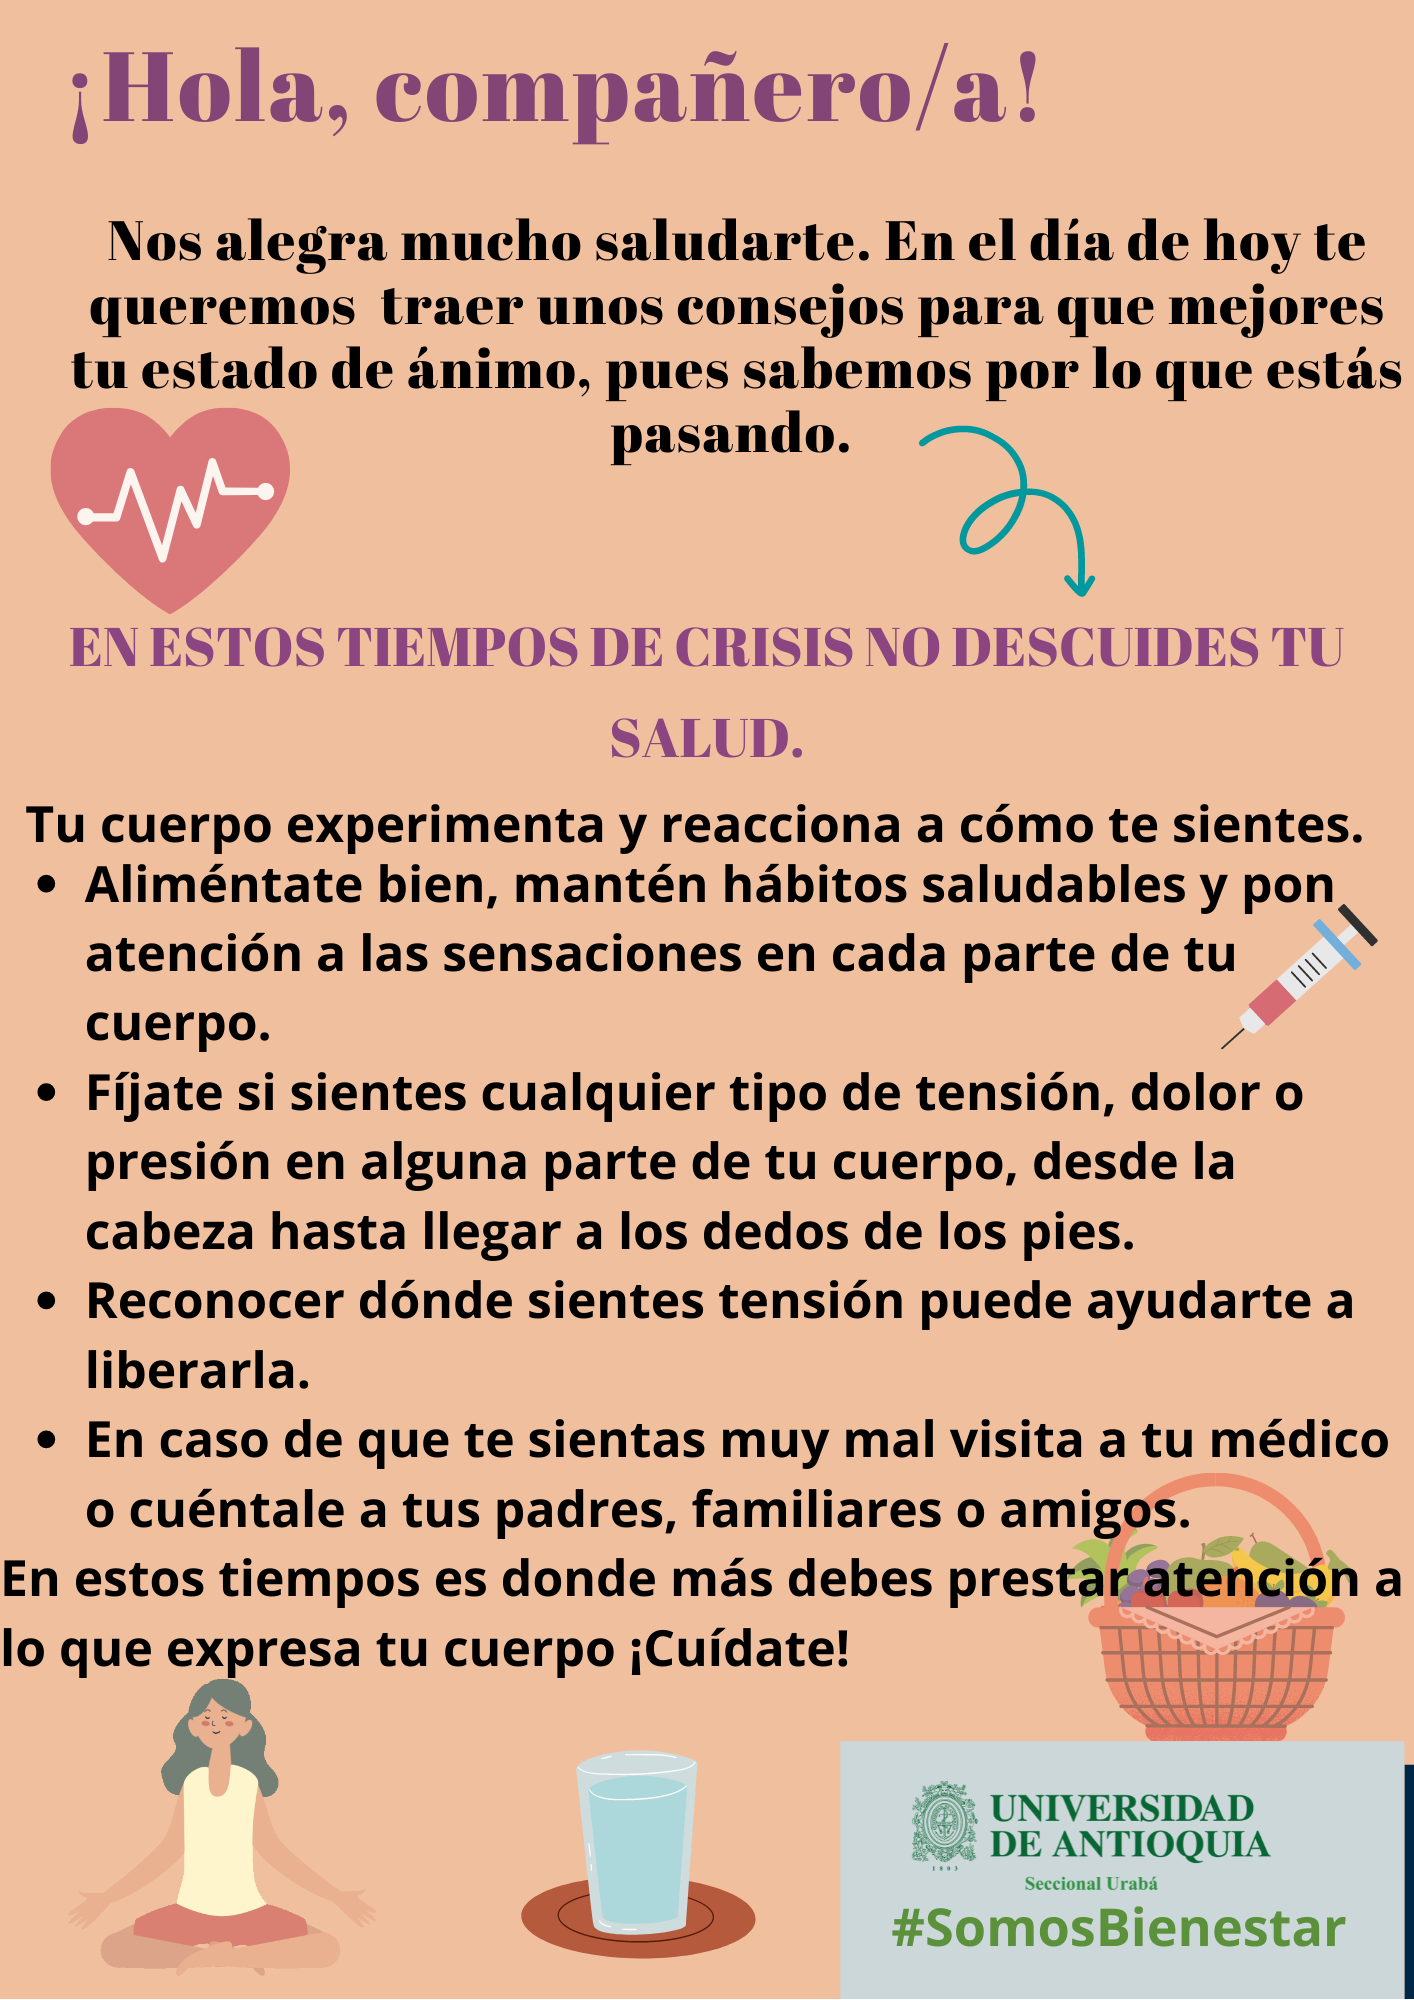 ¡Hola, compañero/a!
Nos alegra mucho saludarte. En el día de hoy te
queremos traer unos consejos para que mejores
tu estado de ánimo, pues sabemos por lo que estás
pasando.
EN ESTOS TIEMPOS DE CRISIS NO DESCUIDES TU
SALUD.
Tu cuerpo experimenta y reacciona a cómo te sientes.
• Aliméntate bien, mantén hábitos saludables y pon
atención a las sensaciones en cada parte de tu
cuerpo.
• Fíjate si sientes cualquier tipo de tensión, dolor o
presión en alguna parte de tu cuerpo, desde la
cabeza hasta llegar a los dedos de los pies.
• Reconocer dónde sientes tensión puede ayudarte a
liberarla.
• En caso de que te sientas muy mal visita a tu médico
o cuéntale a tus padres, familiares o amigos.
En estos tiempos es donde más debes prestar atención a
lo que expresa tu cuerpo ¡Cuídate!
UNIVERSIDAD
DE ANTIOQUIA
1803
Seccional Urabá
#SomosBienestar